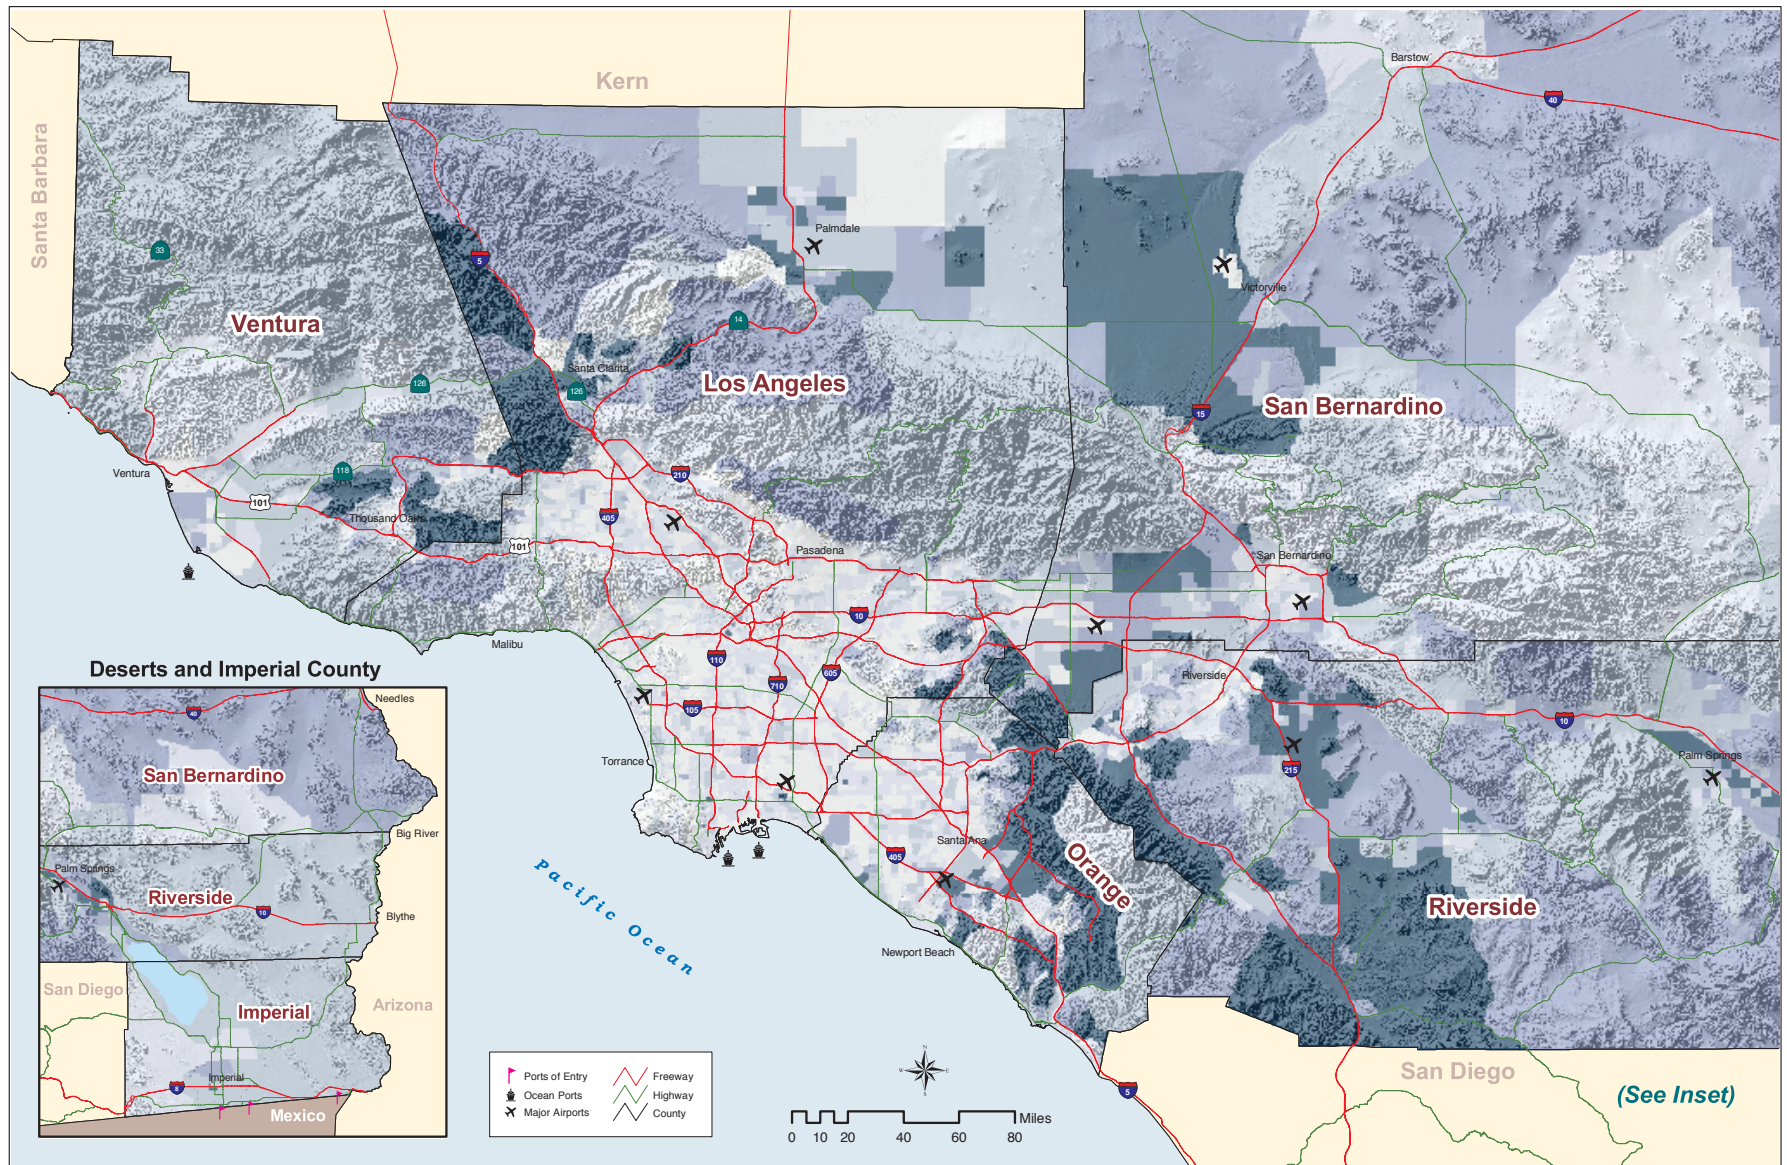 Kern
Barstow
40
Santa Barbara
33
Palmdale
5
Victorville
Ventura
14
Santa Clarita
126
126
Los Angeles
San Bernardino
15
Ventura
118
101
Thousand Oaks
210
405
101
Pasadena
San Bernardino
10
Malibu
110
605
710
105
Riverside
10
Torrance
215
Palm Springs
Santa Ana
405
Orange
Riverside
Pacific Ocean
Newport Beach
San Diego
(See Inset)
5
Deserts and Imperial County
Needles
40
San Bernardino
Big River
Palm Springs
Riverside
10
Blythe
San Diego
Imperial
Arizona
Imperial
8
Mexico
Ports of Entry
Freeway
Ocean Ports
Highway
Major Airports
County
N
W E
S
Miles
0 10 20 40 60 80